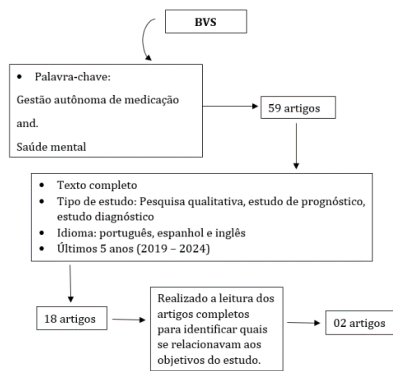 BVS
• Palavra-chave:
Gestão autônoma de medicação
and.
Saúde mental
59 artigos
• Texto completo
• Tipo de estudo: Pesquisa qualitativa, estudo de prognóstico,
estudo diagnóstico
• Idioma: português, espanhol e inglês
• Últimos 5 anos (2019 – 2024)
18 artigos
Realizado a leitura dos
artigos completos
para identificar quais
se relacionavam aos
objetivos do estudo.
02 artigos